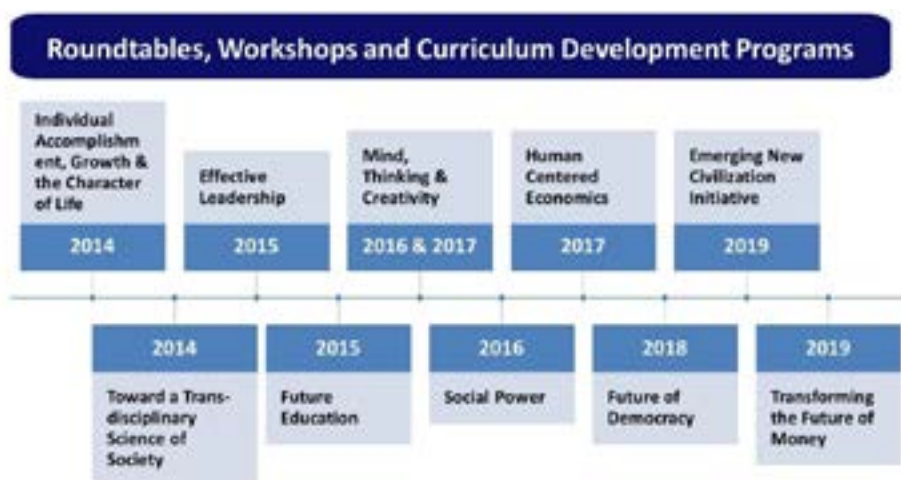 Roundtables, Workshops and Curriculum Development Programs
Individual
Accomplishm
ent, Growth &
the Character
of Life
2014
Effective
Leadership
2015
Mind,
Thinking &
Creativity
2016 & 2017
Human
Centered
Economics
2017
Emerging New
Civilization
Initiative
2019
2014
Toward a Trans-
disciplinary
Science of
Society
2015
Future
Education
2016
Social Power
2018
Future of
Democracy
2019
Transforming
the Future of
Money